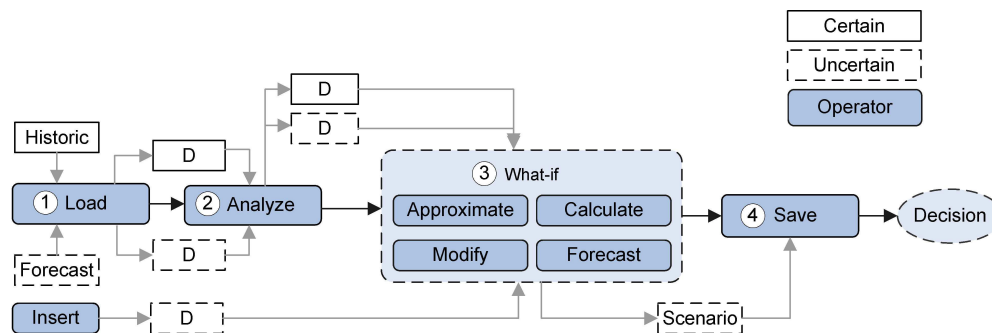 Certain
Uncertain
Operator
D
D
Historic
D
1 Load
2 Analyze
3 What-if
Approximate
Calculate
Modify
Forecast
4 Save
Decision
D
Forecast
Insert
D
Scenario